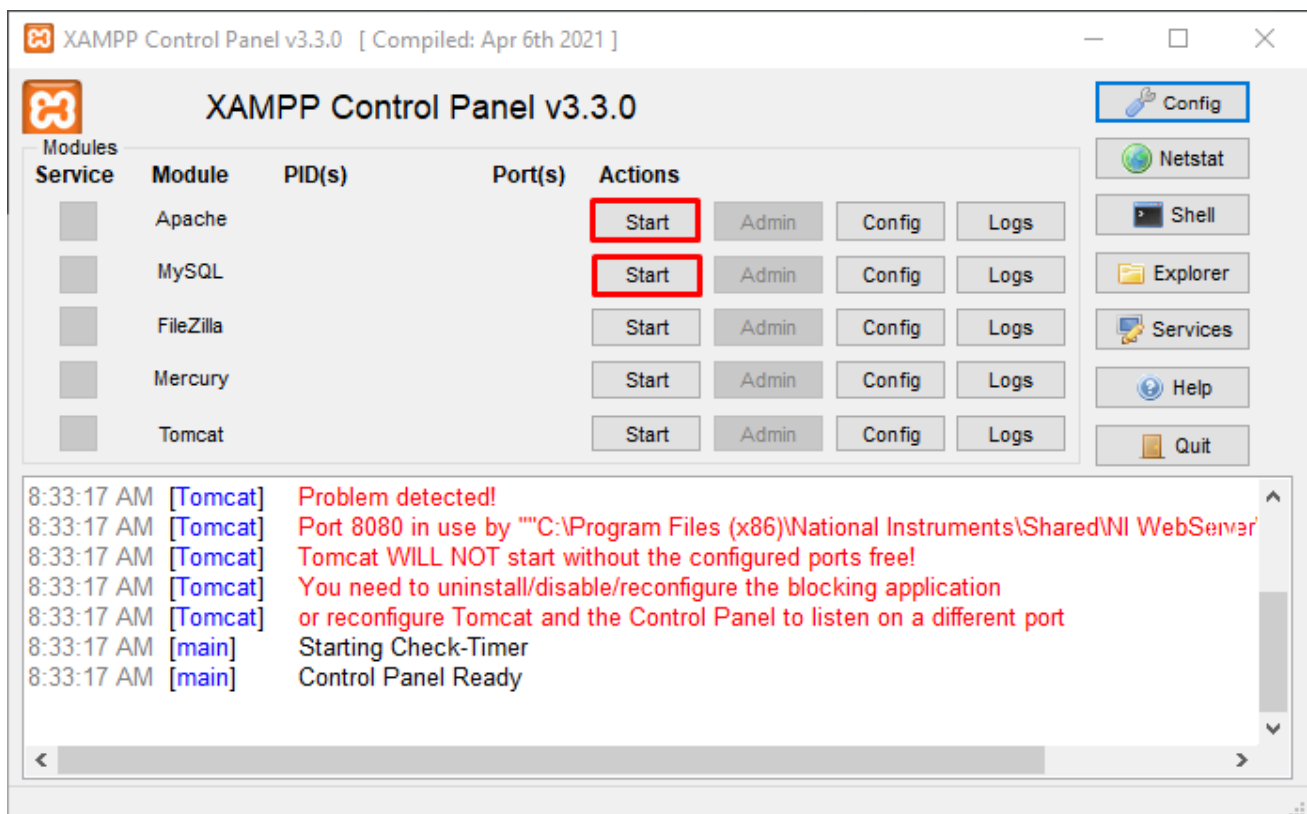 XAMPP Control Panel v3.3.0 [ Compiled: Apr 6th 2021 ]
XAMPP Control Panel v3.3.0
Config
Modules
Netstat
Service Module PID(s) Port(s) Actions
Apache Start Admin Config Logs
Shell
MySQL Start Admin Config Logs
Explorer
FileZilla Start Admin Config Logs
Services
Mercury Start Admin Config Logs
Help
Tomcat Start Admin Config Logs
Quit
8:33:17 AM [Tomcat] Problem detected!
8:33:17 AM [Tomcat] Port 8080 in use by ""C:\Program Files (x86)\National Instruments\Shared\NI WebServer\
8:33:17 AM [Tomcat] Tomcat WILL NOT start without the configured ports free!
8:33:17 AM [Tomcat] You need to uninstall/disable/reconfigure the blocking application
8:33:17 AM [Tomcat] or reconfigure Tomcat and the Control Panel to listen on a different port
8:33:17 AM [main] Starting Check-Timer
8:33:17 AM [main] Control Panel Ready